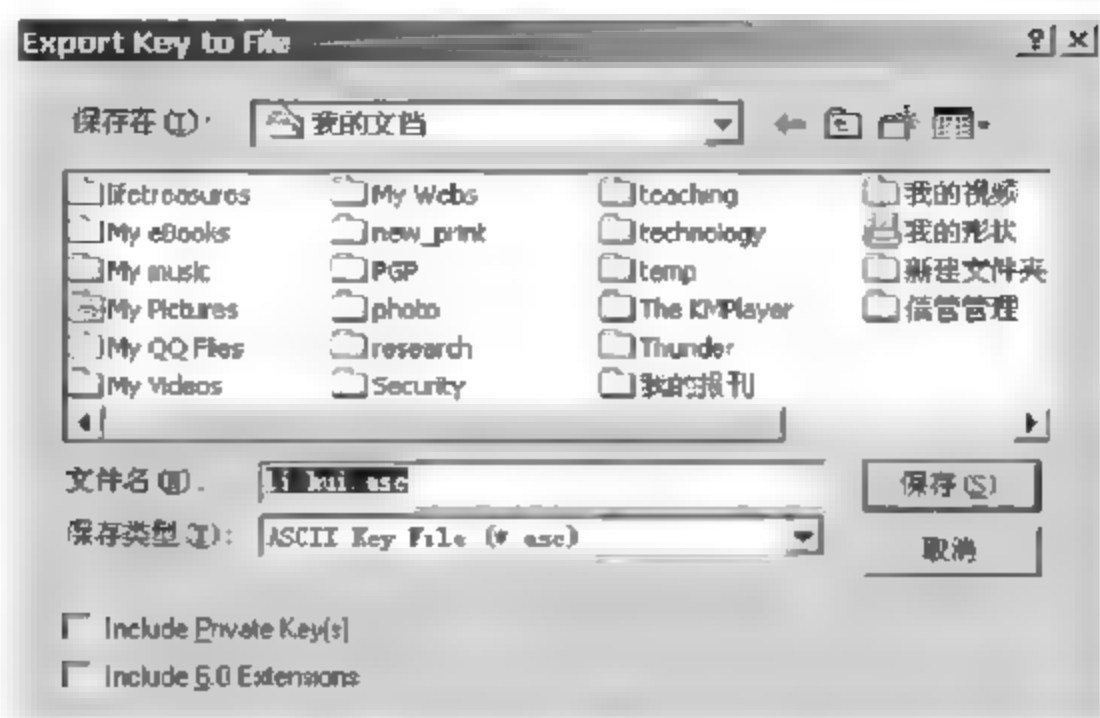 Export Key to File
保存在(I): 我的文档
lifetreasures My Webs teaching 我的视频
My eBooks new_print technology 我的形状
My music PGP temp 新建文件夹
My Pictures photo The KMPlayer 信管管理
My QQ Files research Thunder
My Videos Security 我的报刊
文件名(N): li kui.asc 保存(S)
保存类型(T): ASCII Key File (*.asc) 取消
Include Private Key(s)
Include 6.0 Extensions